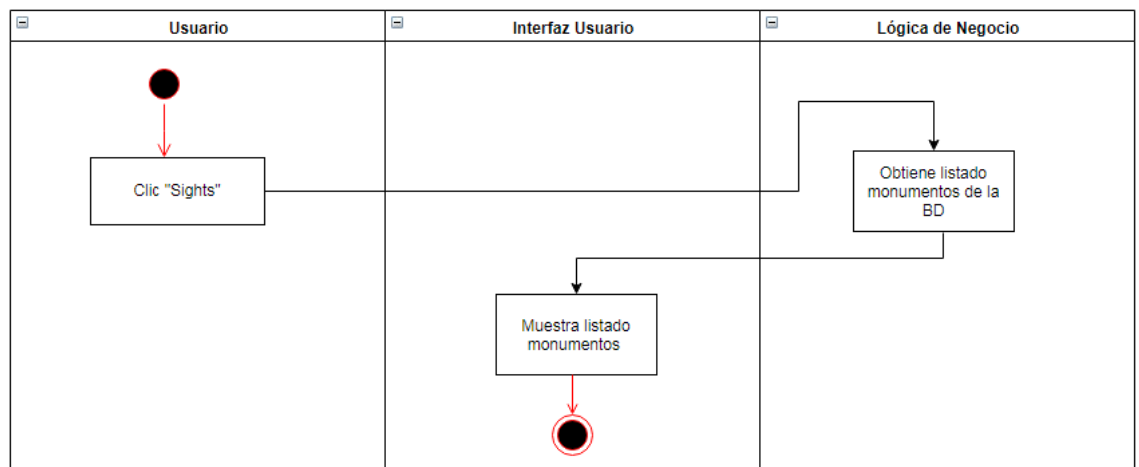 Usuario
Interfaz Usuario
Lógica de Negocio
Clic "Sights"
Obtiene listado
monumentos de la
BD
Muestra listado
monumentos